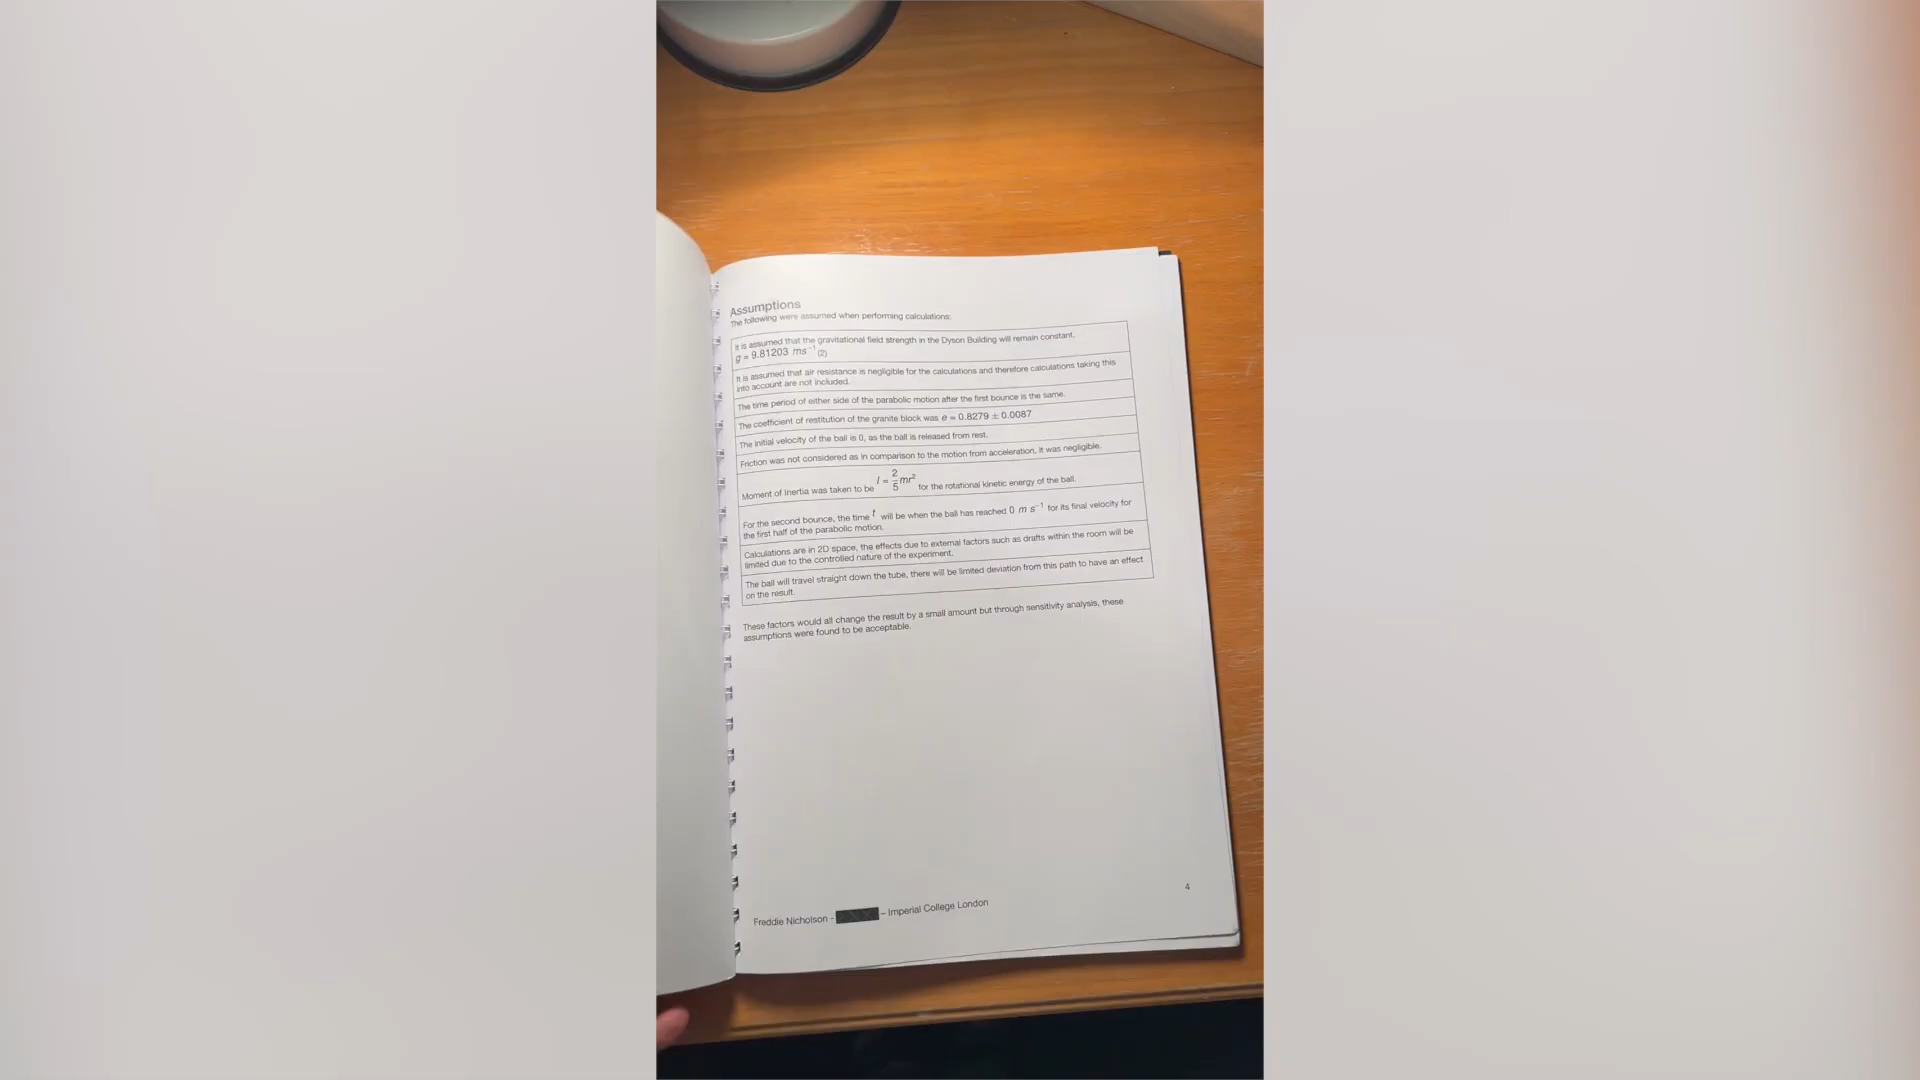 Assumptions
The following were assumed when performing calculations:
It is assumed that the gravitational field strength in the Dyson Building will remain constant.
g = 9.81203 ms⁻¹ (2)
It is assumed that air resistance is negligible for the calculations and therefore calculations taking this
into account are not included.
The time period of either side of the parabolic motion after the first bounce is the same.
The coefficient of restitution of the granite block was e = 0.8279 ± 0.0087
The initial velocity of the ball is 0, as the ball is released from rest.
Friction was not considered as in comparison to the motion from acceleration, it was negligible.
Moment of Inertia was taken to be I = 2/5 mr² for the rotational kinetic energy of the ball.
For the second bounce, the time t will be when the ball has reached 0 m s⁻¹ for its final velocity for
the first half of the parabolic motion.
Calculations are in 2D space, the effects due to external factors such as drafts within the room will be
limited due to the controlled nature of the experiment.
The ball will travel straight down the tube, there will be limited deviation from this path to have an effect
on the result.
These factors would all change the result by a small amount but through sensitivity analysis, these
assumptions were found to be acceptable.
4
Freddie Nicholson - – Imperial College London